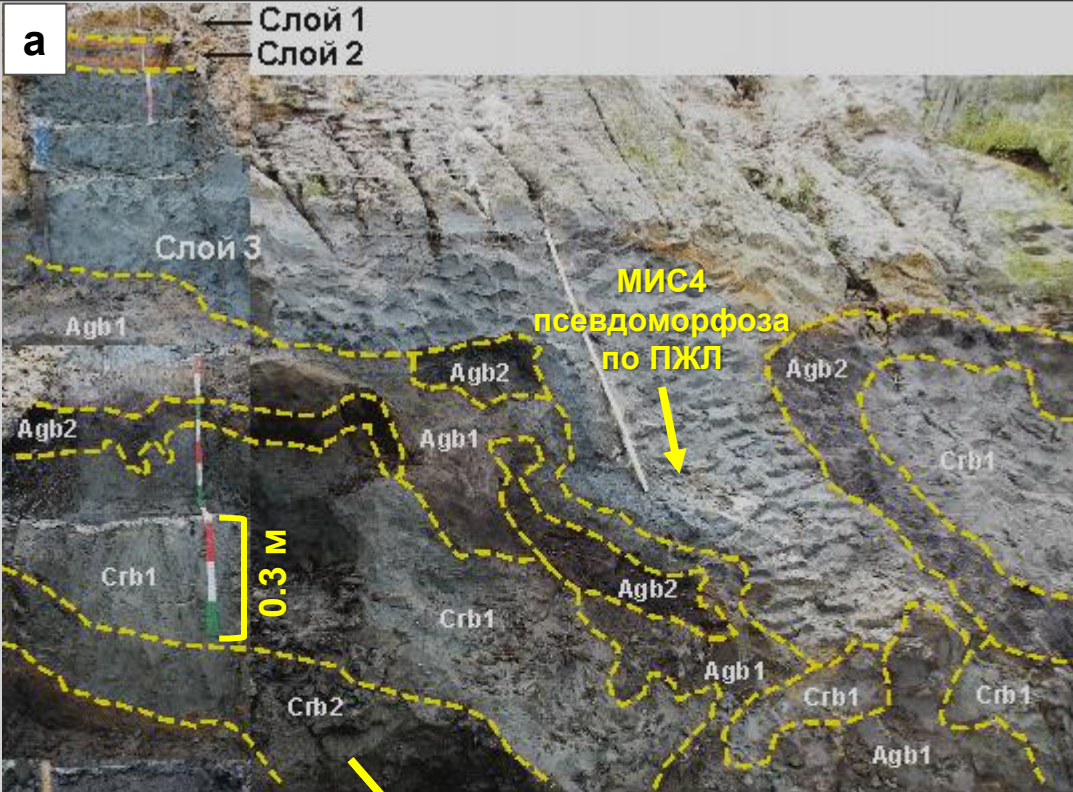 а
Слой 1
Слой 2
Слой 3
МИС4
псевдоморфоза
по ПЖЛ
Agb1
Agb2
Agb2
Agb2
Agb1
Crb1
Crb1
0.3 м
Agb2
Crb1
Agb1
Crb1
Crb1
Crb2
Agb1